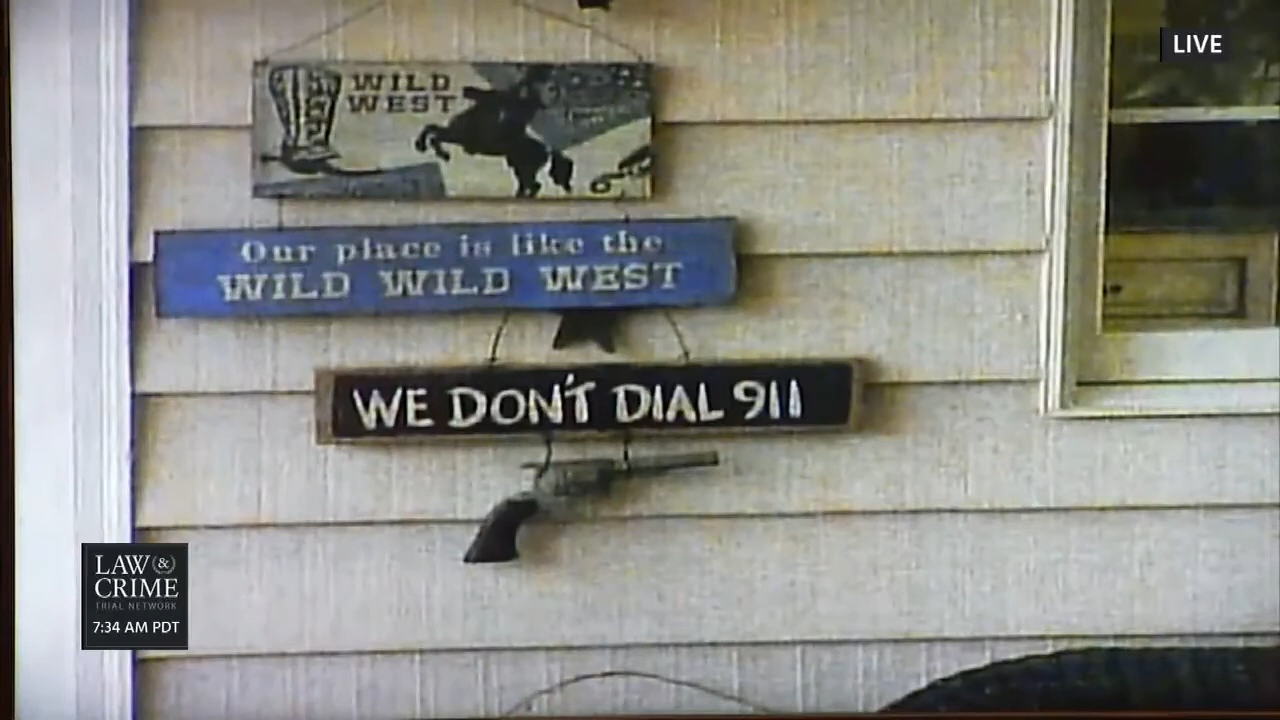 LIVE
WILD
WEST
Our place is like the
WILD WILD WEST
WE DON'T DIAL 911
LAW &
CRIME
TRIAL NETWORK
7:34 AM PDT